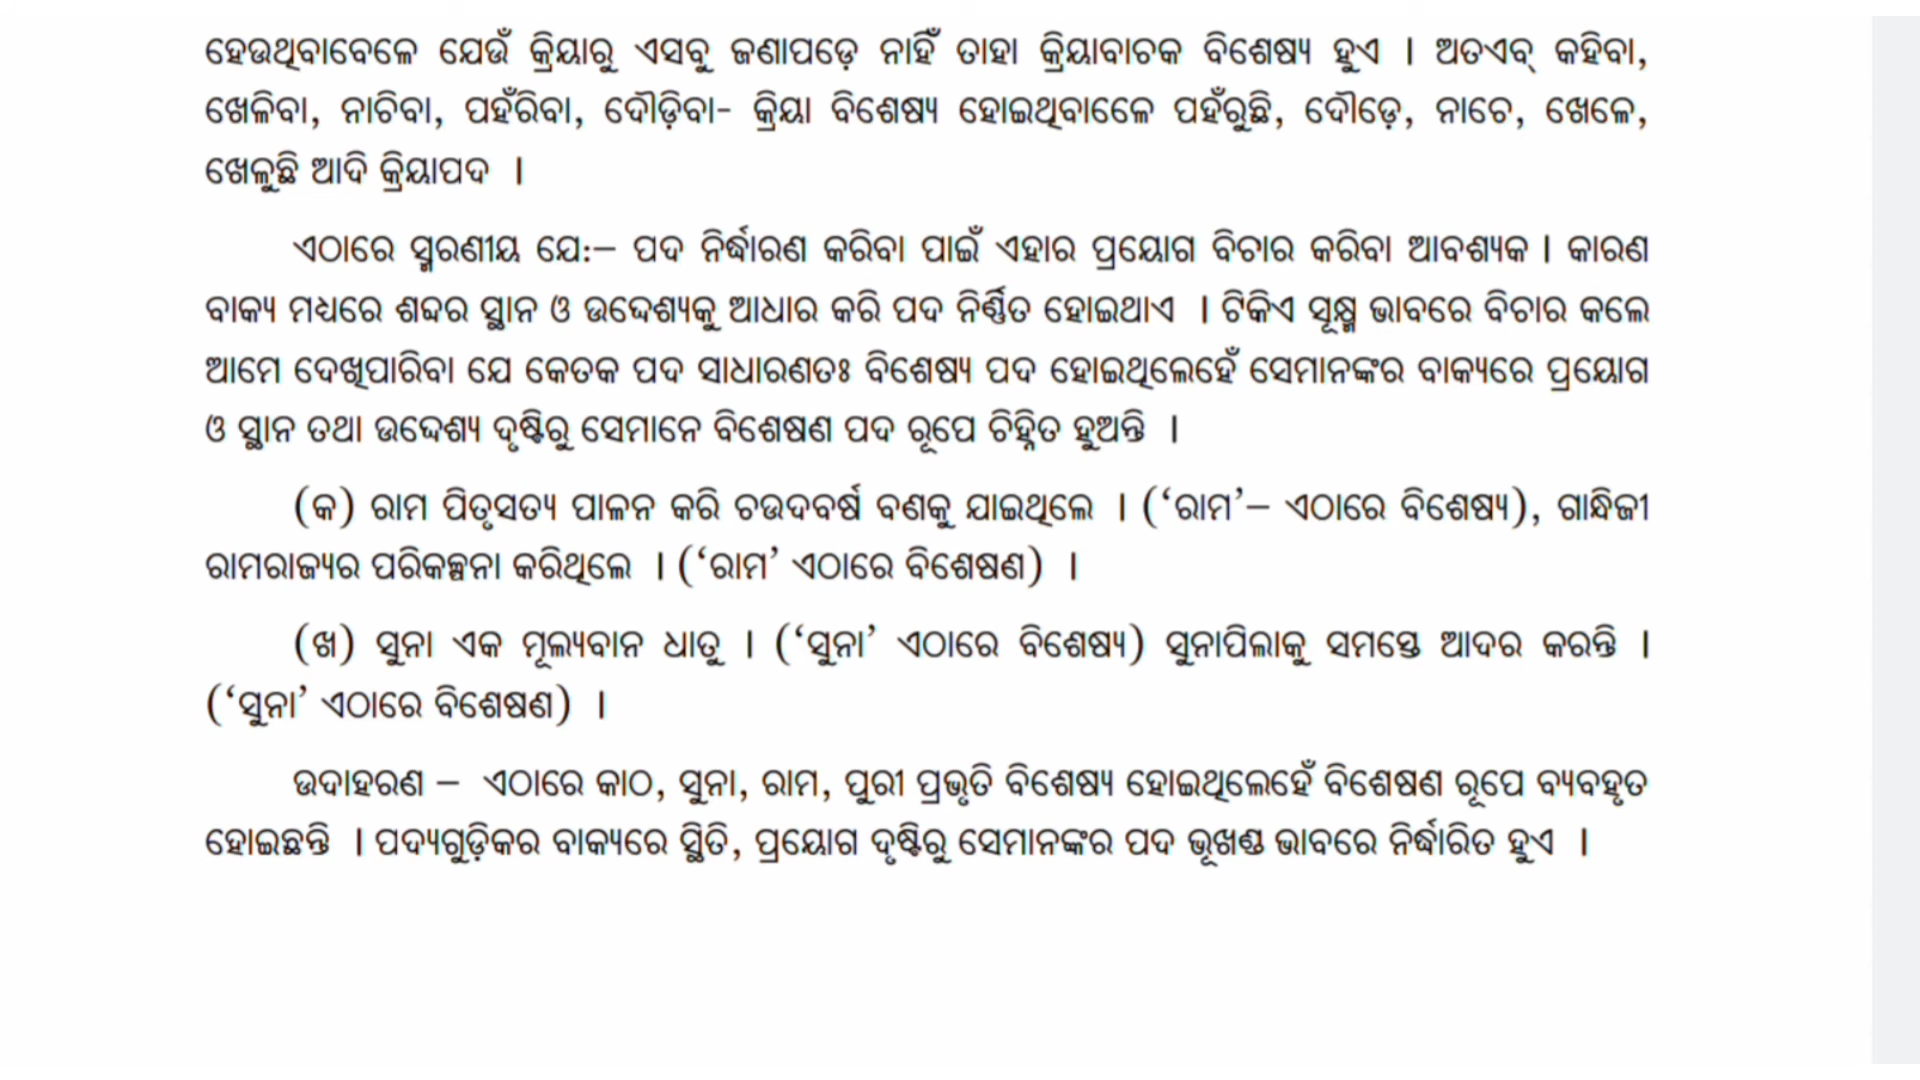 ହେଉଥିବାବେଳେ ଯେଉଁ କ୍ରିୟାରୁ ଏସବୁ ଜଣାପଡ଼େ ନାହିଁ ତାହା କ୍ରିୟାବାଚକ ବିଶେଷ୍ୟ ହୁଏ । ଅତଏବ୍ କହିବା,
ଖେଳିବା, ନାଚିବା, ପହଁରିବା, ଦୌଡ଼ିବା- କ୍ରିୟା ବିଶେଷ୍ୟ ହୋଇଥିବାଳେେ ପହଁରୁଛି, ଦୌଡ଼େ, ନାଚେ, ଖେଳେ,
ଖେଳୁଛି ଆଦି କ୍ରିୟାପଦ ।
ଏଠାରେ ସ୍ମରଣୀୟ ଯେ:– ପଦ ନିର୍ଦ୍ଧାରଣ କରିବା ପାଇଁ ଏହାର ପ୍ରୟୋଗ ବିଚାର କରିବା ଆବଶ୍ୟକ । କାରଣ
ବାକ୍ୟ ମଧ୍ୟରେ ଶବ୍ଦର ସ୍ଥାନ ଓ ଉଦ୍ଦେଶ୍ୟକୁ ଆଧାର କରି ପଦ ନିର୍ଣ୍ଣିତ ହୋଇଥାଏ । ଟିକିଏ ସୂକ୍ଷ୍ମ ଭାବରେ ବିଚାର କଲେ
ଆମେ ଦେଖିପାରିବା ଯେ କେତକ ପଦ ସାଧାରଣତଃ ବିଶେଷ୍ୟ ପଦ ହୋଇଥିଲେହେଁ ସେମାନଙ୍କର ବାକ୍ୟରେ ପ୍ରୟୋଗ
ଓ ସ୍ଥାନ ତଥା ଉଦ୍ଦେଶ୍ୟ ଦୃଷ୍ଟିରୁ ସେମାନେ ବିଶେଷଣ ପଦ ରୂପେ ଚିହ୍ନିତ ହୁଅନ୍ତି ।
(କ) ରାମ ପିତୃସତ୍ୟ ପାଳନ କରି ଚଉଦବର୍ଷ ବଣକୁ ଯାଇଥିଲେ । (‘ରାମ’– ଏଠାରେ ବିଶେଷ୍ୟ), ଗାନ୍ଧିଜୀ
ରାମରାଜ୍ୟର ପରିକଳ୍ପନା କରିଥିଲେ । (‘ରାମ’ ଏଠାରେ ବିଶେଷଣ) ।
(ଖ) ସୁନା ଏକ ମୂଲ୍ୟବାନ ଧାତୁ । (‘ସୁନା’ ଏଠାରେ ବିଶେଷ୍ୟ) ସୁନାପିଲାକୁ ସମସ୍ତେ ଆଦର କରନ୍ତି ।
(‘ସୁନା’ ଏଠାରେ ବିଶେଷଣ) ।
ଉଦାହରଣ – ଏଠାରେ କାଠ, ସୁନା, ରାମ, ପୁରୀ ପ୍ରଭୃତି ବିଶେଷ୍ୟ ହୋଇଥିଲେହେଁ ବିଶେଷଣ ରୂପେ ବ୍ୟବହୃତ
ହୋଇଛନ୍ତି । ପଦ୍ୟଗୁଡ଼ିକର ବାକ୍ୟରେ ସ୍ଥିତି, ପ୍ରୟୋଗ ଦୃଷ୍ଟିରୁ ସେମାନଙ୍କର ପଦ ଭୂଖଣ୍ଡ ଭାବରେ ନିର୍ଦ୍ଧାରିତ ହୁଏ ।